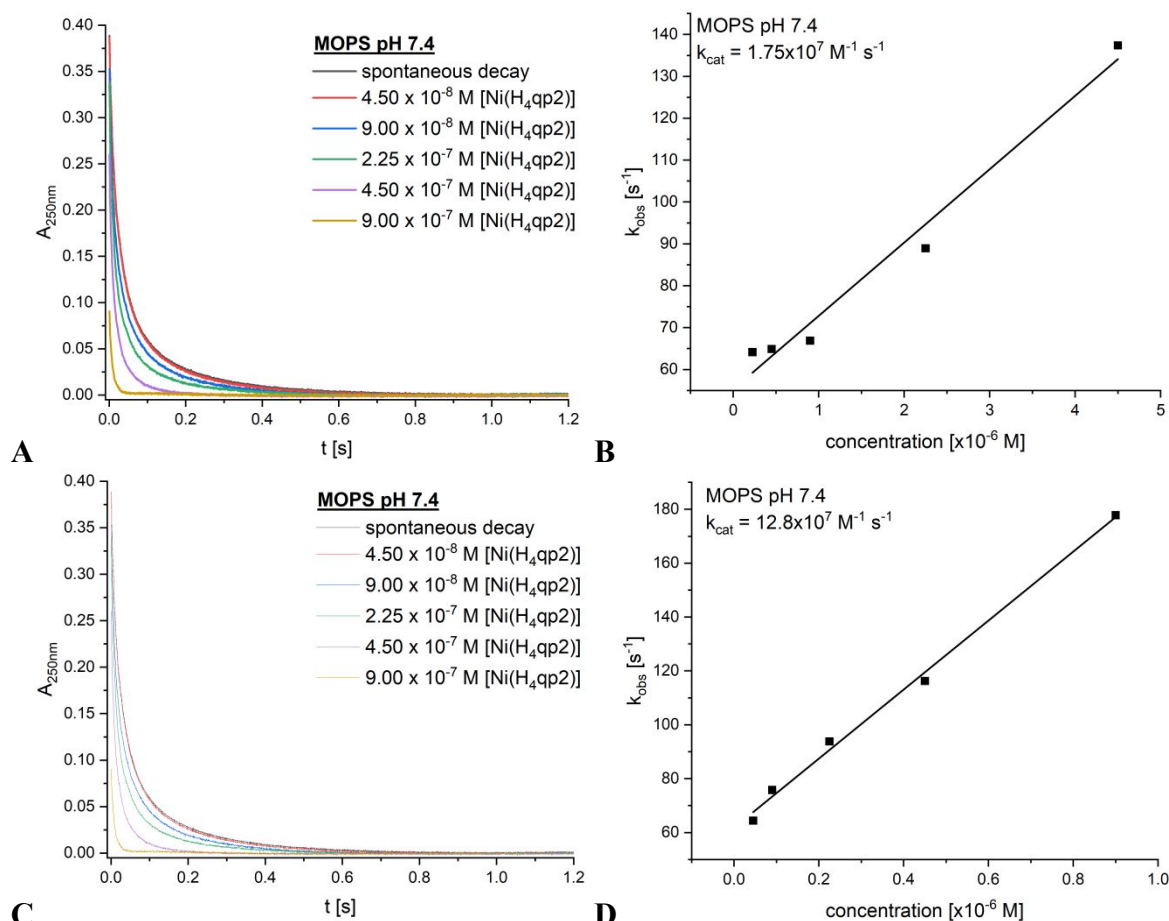 0.40
0.35
0.30
0.25
0.20
0.15
0.10
0.05
0.00
A250nm
MOPS pH 7.4
spontaneous decay
4.50 x 10⁻⁸ M [Ni(H₄qp2)]
9.00 x 10⁻⁸ M [Ni(H₄qp2)]
2.25 x 10⁻⁷ M [Ni(H₄qp2)]
4.50 x 10⁻⁷ M [Ni(H₄qp2)]
9.00 x 10⁻⁷ M [Ni(H₄qp2)]
0.0 0.2 0.4 0.6 0.8 1.0 1.2
t [s]
A
MOPS pH 7.4
kcat = 1.75x10⁷ M⁻¹ s⁻¹
140
130
120
110
100
90
80
70
60
kobs [s⁻¹]
0 1 2 3 4 5
concentration [x10⁻⁶ M]
B
0.40
0.35
0.30
0.25
0.20
0.15
0.10
0.05
0.00
A250nm
MOPS pH 7.4
spontaneous decay
4.50 x 10⁻⁸ M [Ni(H₄qp2)]
9.00 x 10⁻⁸ M [Ni(H₄qp2)]
2.25 x 10⁻⁷ M [Ni(H₄qp2)]
4.50 x 10⁻⁷ M [Ni(H₄qp2)]
9.00 x 10⁻⁷ M [Ni(H₄qp2)]
0.0 0.2 0.4 0.6 0.8 1.0 1.2
t [s]
C
MOPS pH 7.4
kcat = 12.8x10⁷ M⁻¹ s⁻¹
180
160
140
120
100
80
60
kobs [s⁻¹]
0.0 0.2 0.4 0.6 0.8 1.0
concentration [x10⁻⁶ M]
D